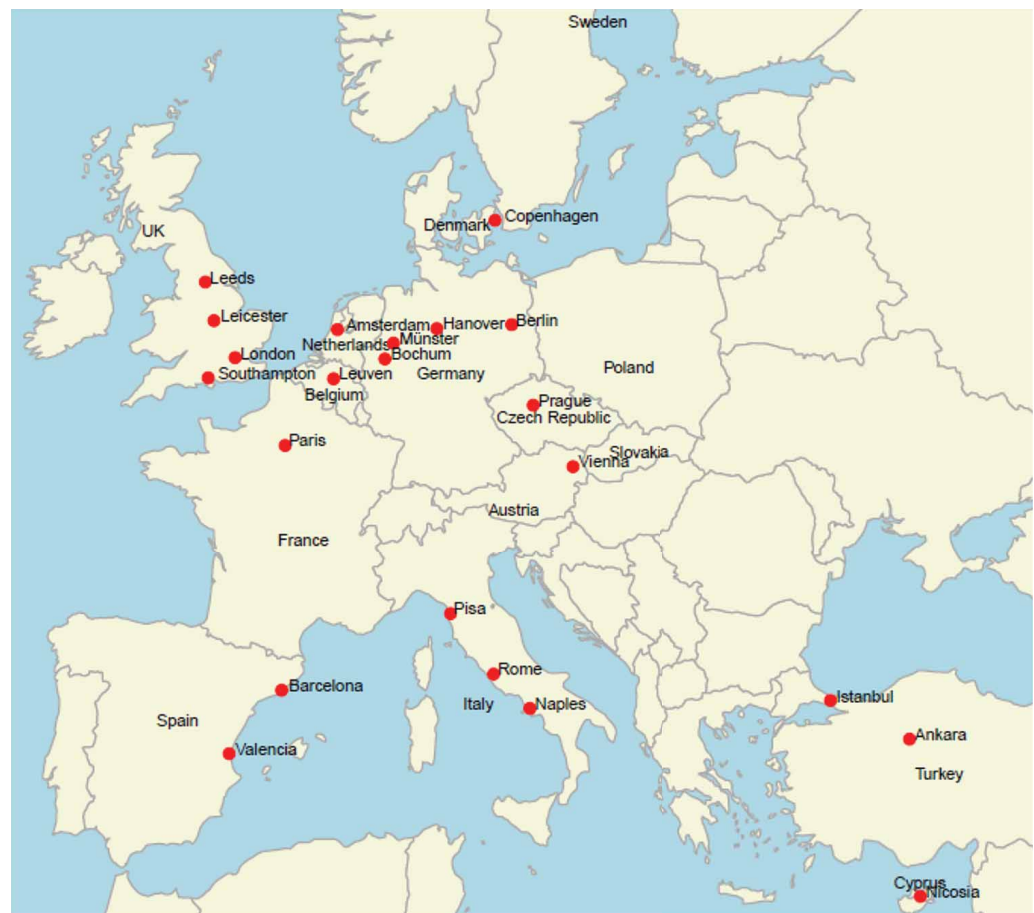 Sweden
Copenhagen
Denmark
UK
Leeds
Leicester
Amsterdam
Hanover
Berlin
Netherlands
Münster
London
Bochum
Southampton
Leuven
Germany
Poland
Belgium
Prague
Czech Republic
Paris
Slovakia
Vienna
Austria
France
Pisa
Rome
Barcelona
Italy
Naples
Istanbul
Spain
Ankara
Valencia
Turkey
Cyprus
Nicosia